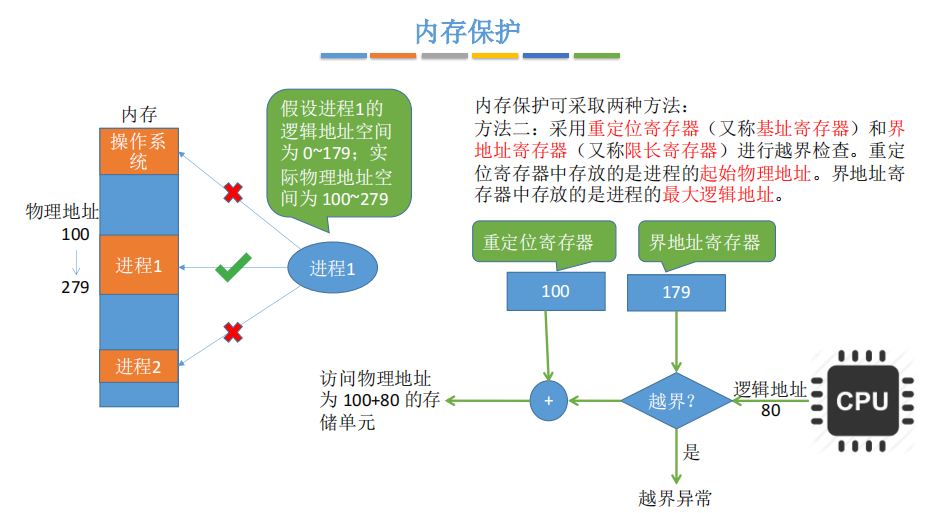 内存保护
内存
操作系
统
物理地址
100
279
进程1
进程2
假设进程1的
逻辑地址空间
为 0~179；实
际物理地址空
间为 100~279
进程1
内存保护可采取两种方法：
方法二：采用重定位寄存器（又称基址寄存器）和界
地址寄存器（又称限长寄存器）进行越界检查。重定
位寄存器中存放的是进程的起始物理地址。界地址寄
存器中存放的是进程的最大逻辑地址。
重定位寄存器
界地址寄存器
100
179
访问物理地址
为 100+80 的存
储单元
+
越界？
逻辑地址
80
CPU
是
越界异常